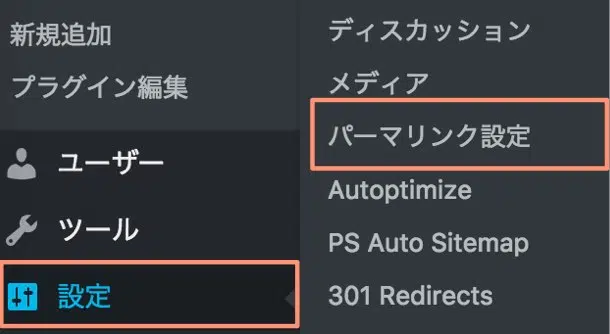 新規追加
プラグイン編集
ユーザー
ツール
設定
ディスカッション
メディア
パーマリンク設定
Autoptimize
PS Auto Sitemap
301 Redirects